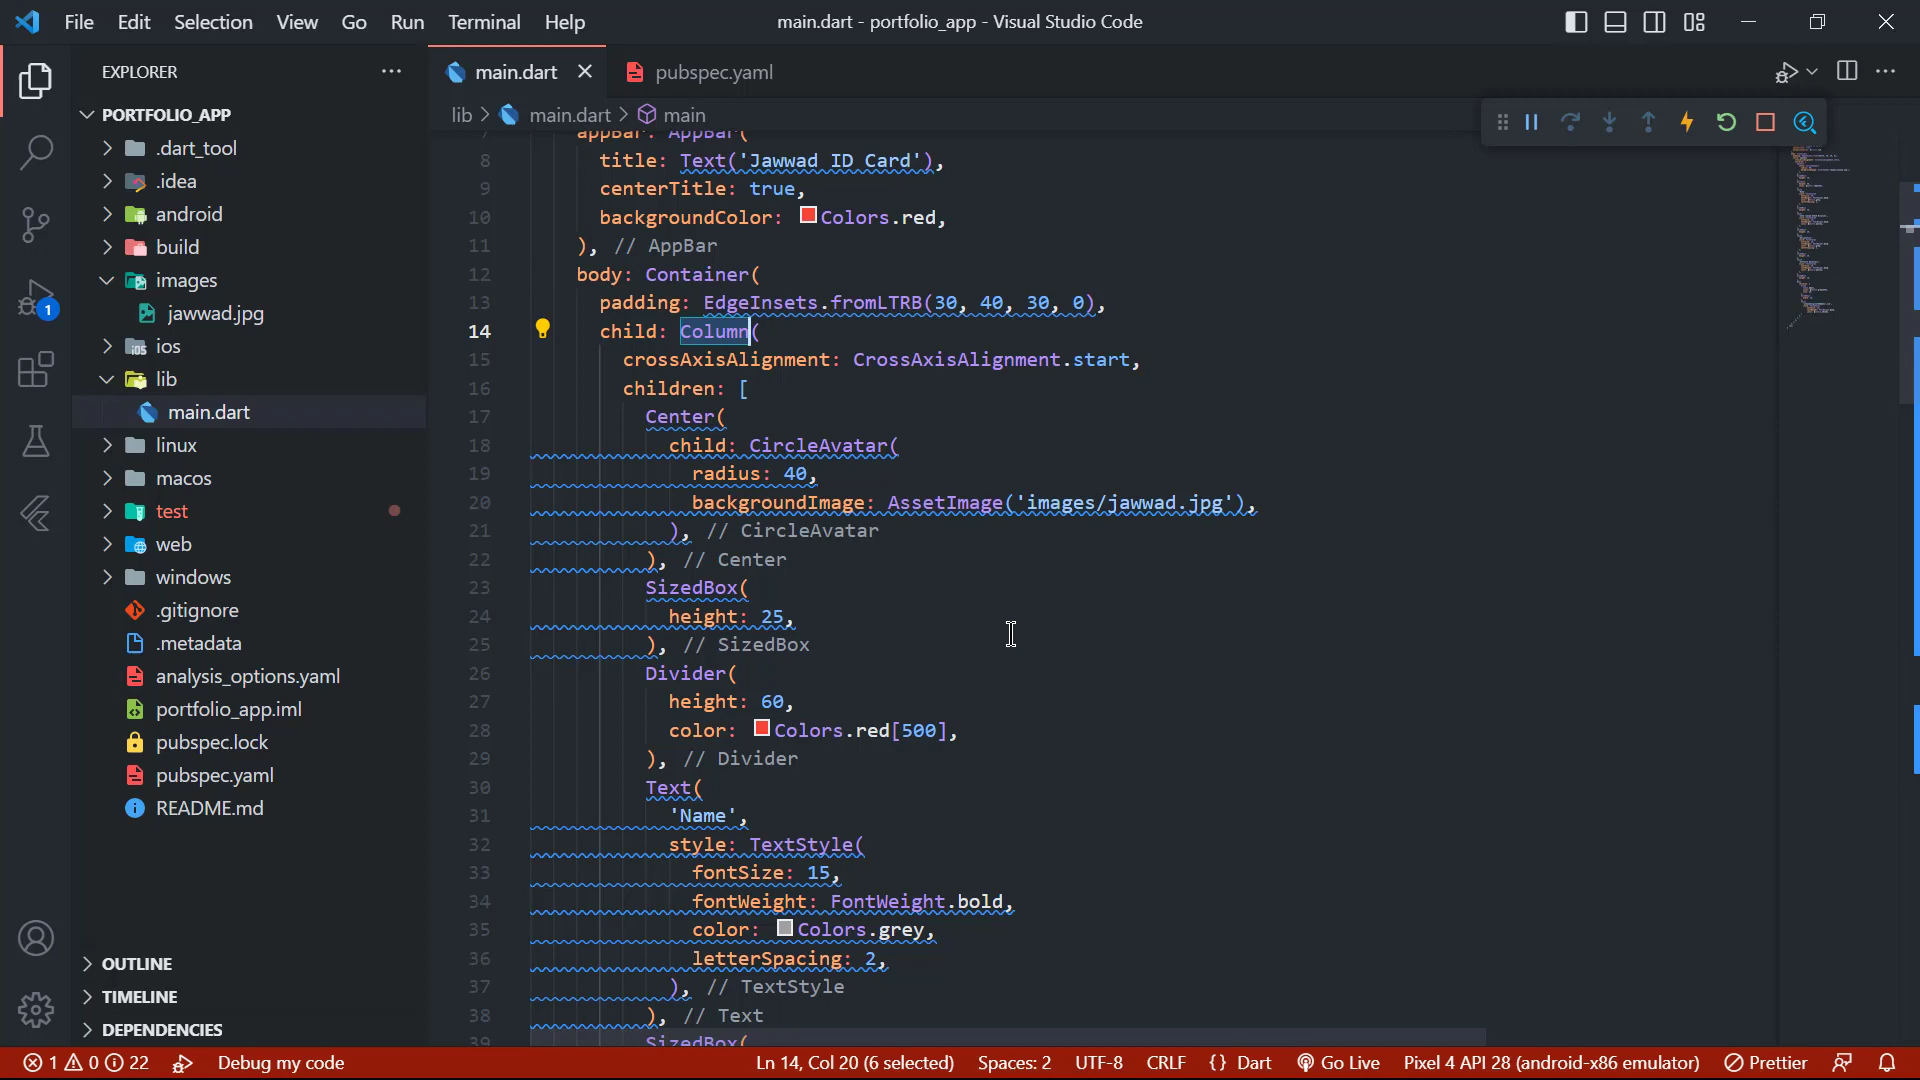 File Edit Selection View Go Run Terminal Help
main.dart - portfolio_app - Visual Studio Code
EXPLORER
PORTFOLIO_APP
.dart_tool
.idea
android
build
images
jawwad.jpg
ios
lib
main.dart
linux
macos
test
web
windows
.gitignore
.metadata
analysis_options.yaml
portfolio_app.iml
pubspec.lock
pubspec.yaml
README.md
OUTLINE
TIMELINE
DEPENDENCIES
main.dart
pubspec.yaml
lib > main.dart > main
7 appBar: AppBar(
8 title: Text('Jawwad ID Card'),
9 centerTitle: true,
10 backgroundColor: Colors.red,
11 ), // AppBar
12 body: Container(
13 padding: EdgeInsets.fromLTRB(30, 40, 30, 0),
14 child: Column(
15 crossAxisAlignment: CrossAxisAlignment.start,
16 children: [
17 Center(
18 child: CircleAvatar(
19 radius: 40,
20 backgroundImage: AssetImage('images/jawwad.jpg'),
21 ), // CircleAvatar
22 ), // Center
23 SizedBox(
24 height: 25,
25 ), // SizedBox
26 Divider(
27 height: 60,
28 color: Colors.red[500],
29 ), // Divider
30 Text(
31 'Name',
32 style: TextStyle(
33 fontSize: 15,
34 fontWeight: FontWeight.bold,
35 color: Colors.grey,
36 letterSpacing: 2,
37 ), // TextStyle
38 ), // Text
39 SizedBox(
1
1 0 22 Debug my code
Ln 14, Col 20 (6 selected) Spaces: 2 UTF-8 CRLF {} Dart Go Live Pixel 4 API 28 (android-x86 emulator) Prettier